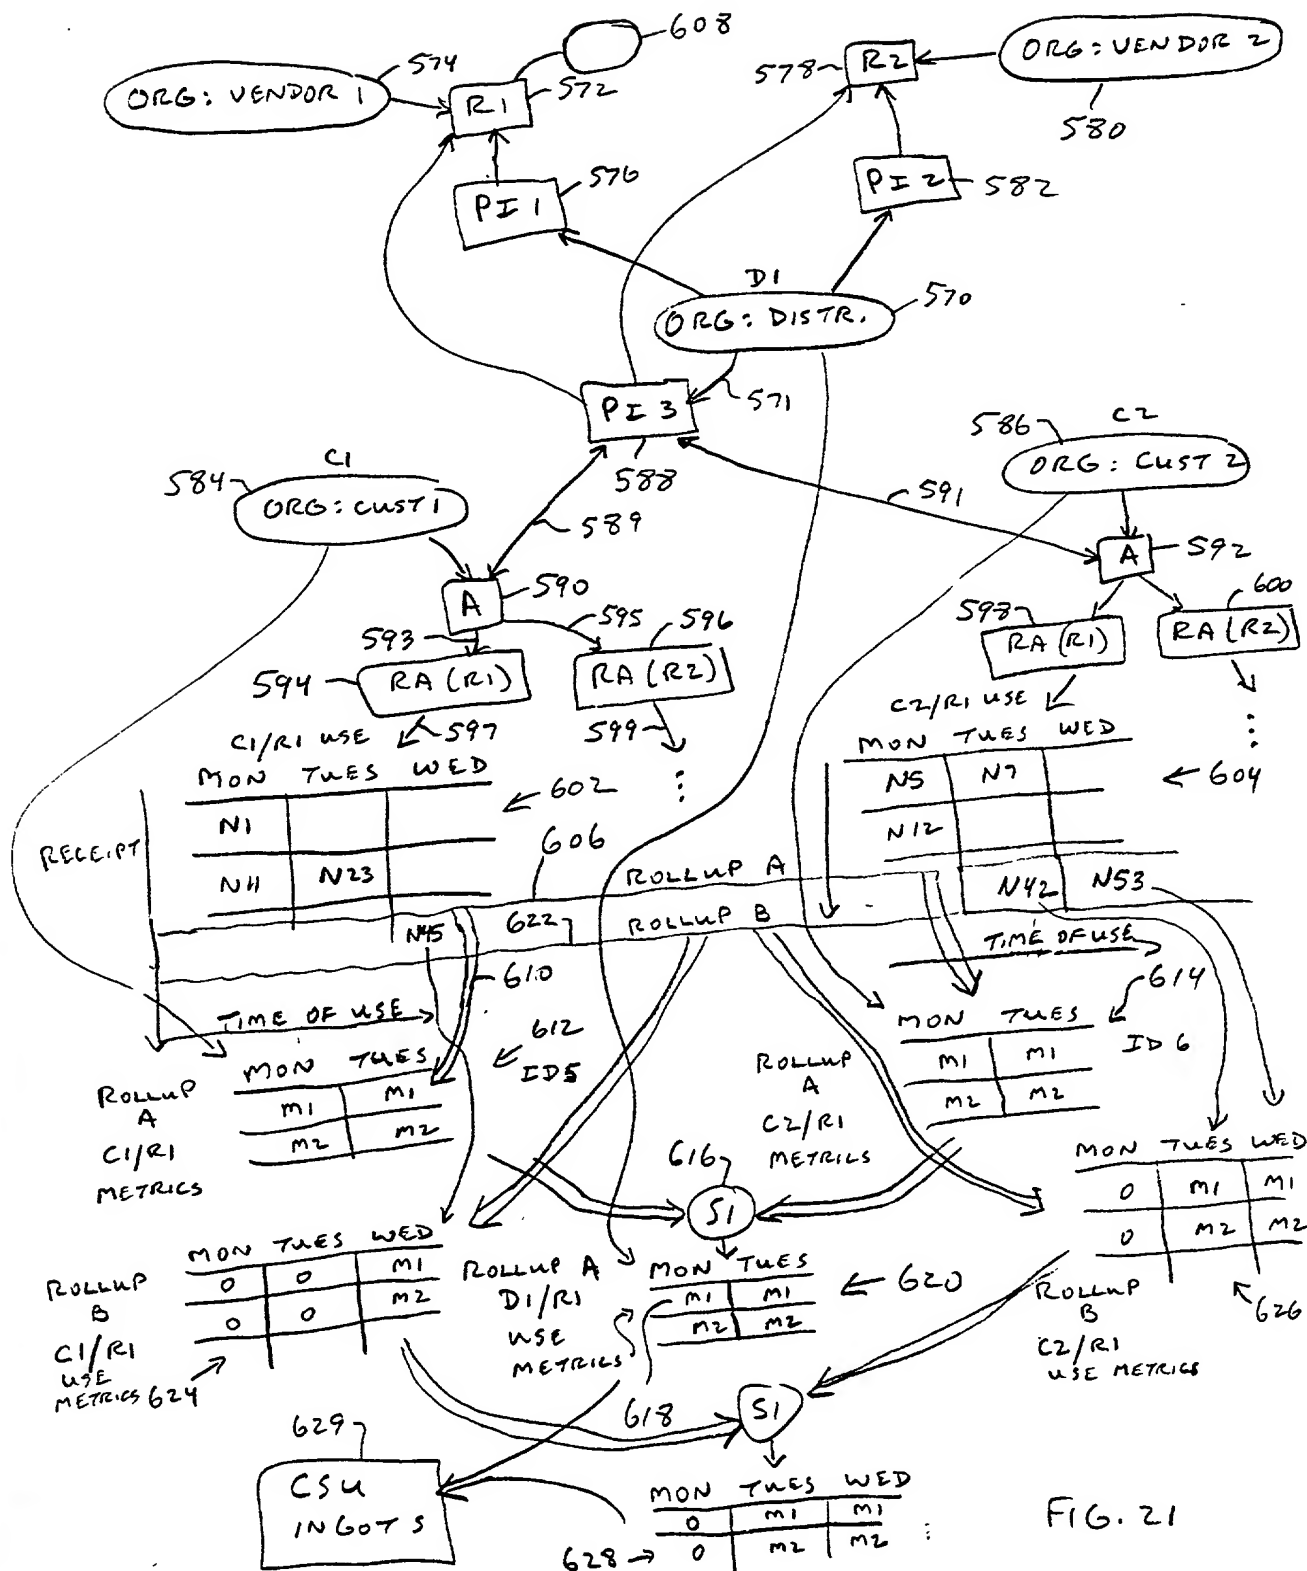 608
574
ORG: VENDOR 1
R1
572
578
R2
ORG: VENDOR 2
580
576
PI 1
PI 2
582
D1
ORG: DISTR.
570
571
PI 3
588
586
C2
ORG: CUST 2
C1
584
ORG: CUST 1
589
591
A
590
A
592
593
595
596
598
600
594
RA (R1)
RA (R2)
RA (R1)
RA (R2)
C1/R1 USE
597
599
C2/R1 USE
MON TUES WED
N1
N11 N23
N45
602
MON TUES WED
N5 N7
N12
N42 N53
604
RECEIPT
606
ROLLUP A
622
ROLLUP B
TIME OF USE
610
TIME OF USE
612
ID5
MON TUES
M1 M1
M2 M2
ROLLUP
A
C1/R1
METRICS
614
ID 6
MON TUES
M1 M1
M2 M2
ROLLUP
A
C2/R1
METRICS
616
S1
MON TUES WED
0 M1 M1
0 M2 M2
626
ROLLUP
B
C2/R1
USE METRICS
MON TUES WED
0 0 M1
0 0 M2
ROLLUP
B
C1/R1
USE
METRICS 624
ROLLUP A
D1/R1
USE
METRICS
MON TUES
M1 M1
M2 M2
620
618
S1
629
CSU
INGOTS
MON TUES WED
0 M1 M1
0 M2 M2
628
FIG. 21